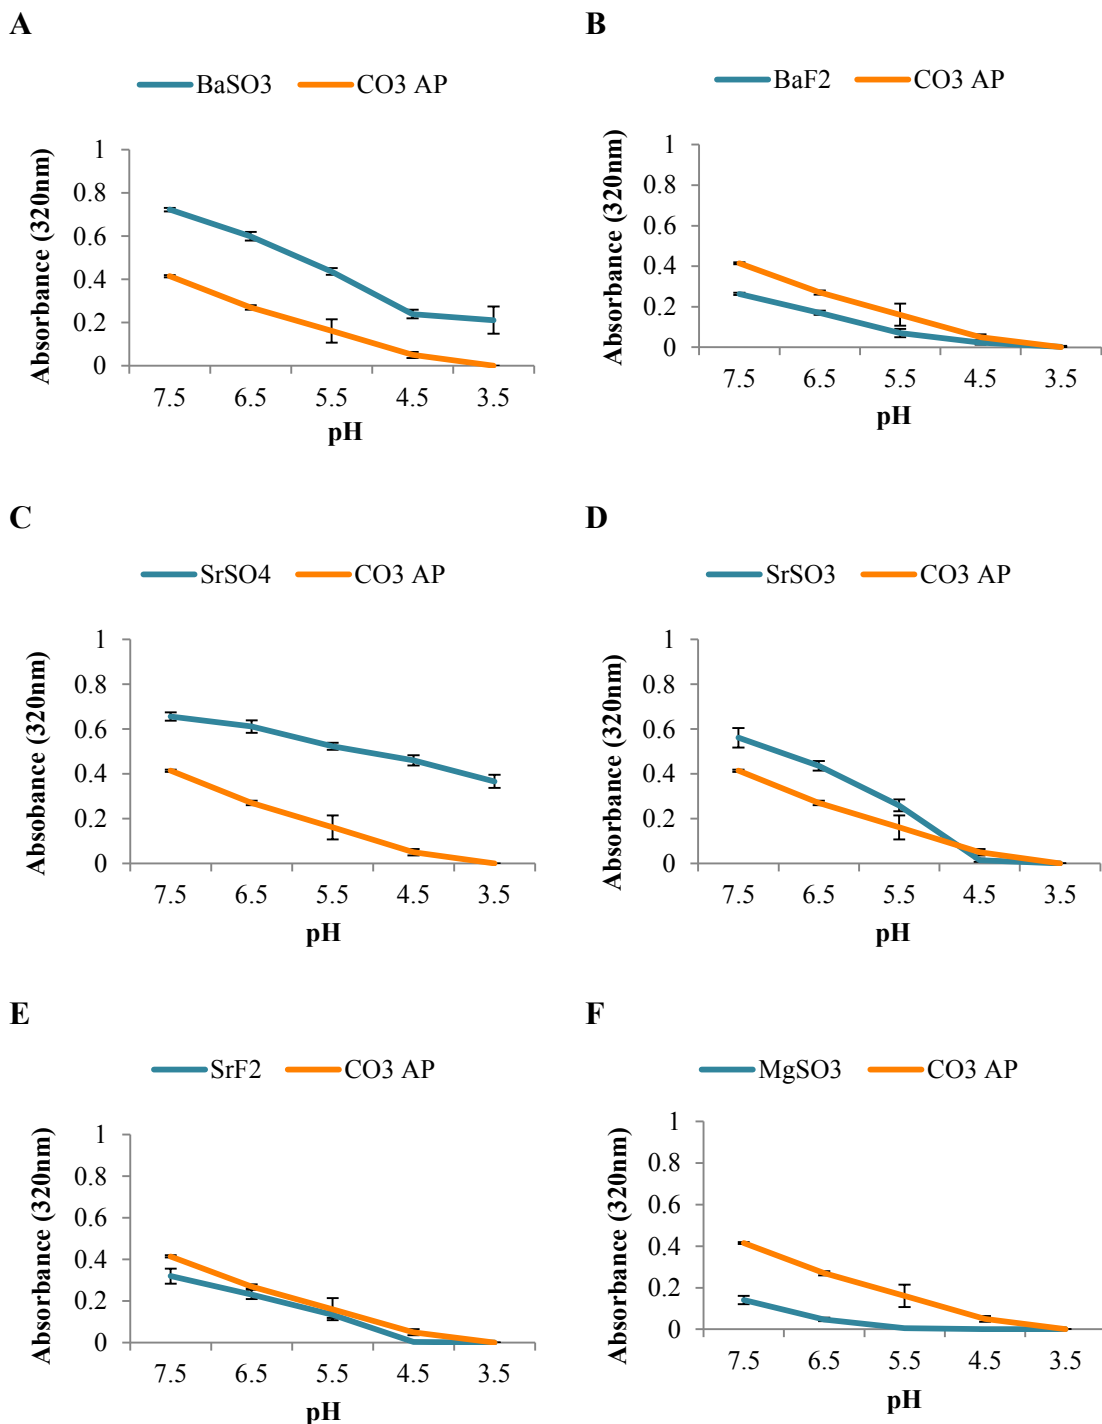 A
B
BaSO3 CO3 AP
BaF2 CO3 AP
Absorbance (320nm)
1
0.8
0.6
0.4
0.2
0
7.5 6.5 5.5 4.5 3.5
pH
Absorbance (320nm)
1
0.8
0.6
0.4
0.2
0
7.5 6.5 5.5 4.5 3.5
pH
C
D
SrSO4 CO3 AP
SrSO3 CO3 AP
Absobance (320nm)
1
0.8
0.6
0.4
0.2
0
7.5 6.5 5.5 4.5 3.5
pH
Absorbance (320nm)
1
0.8
0.6
0.4
0.2
0
7.5 6.5 5.5 4.5 3.5
pH
E
F
SrF2 CO3 AP
MgSO3 CO3 AP
Absorbance (320nm)
1
0.8
0.6
0.4
0.2
0
7.5 6.5 5.5 4.5 3.5
pH
Absorbance (320nm)
1
0.8
0.6
0.4
0.2
0
7.5 6.5 5.5 4.5 3.5
pH